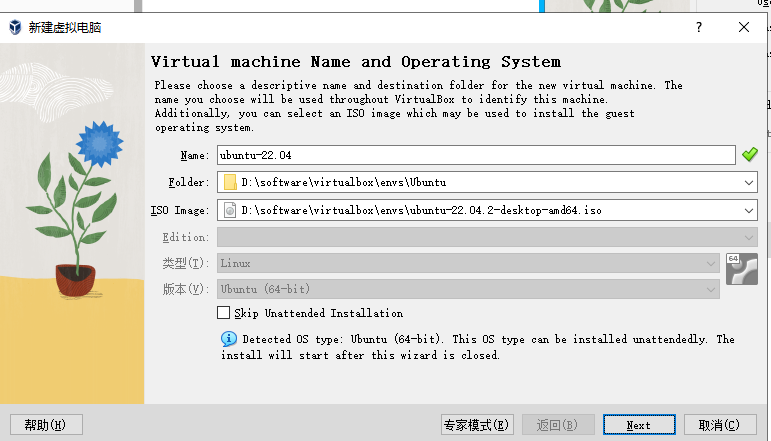 新建虚拟电脑
?
Virtual machine Name and Operating System
Please choose a descriptive name and destination folder for the new virtual machine. The
name you choose will be used throughout VirtualBox to identify this machine.
Additionally, you can select an ISO image which may be used to install the guest
operating system.
Name: ubuntu-22.04
Folder: D:\software\virtualbox\envs\Ubuntu
ISO Image: D:\software\virtualbox\envs\ubuntu-22.04.2-desktop-amd64.iso
Edition:
类型(T): Linux
64
版本(V): Ubuntu (64-bit)
Skip Unattended Installation
Detected OS type: Ubuntu (64-bit). This OS type can be installed unattendedly. The
install will start after this wizard is closed.
帮助(H) 专家模式(E) 返回(B) Next 取消(C)